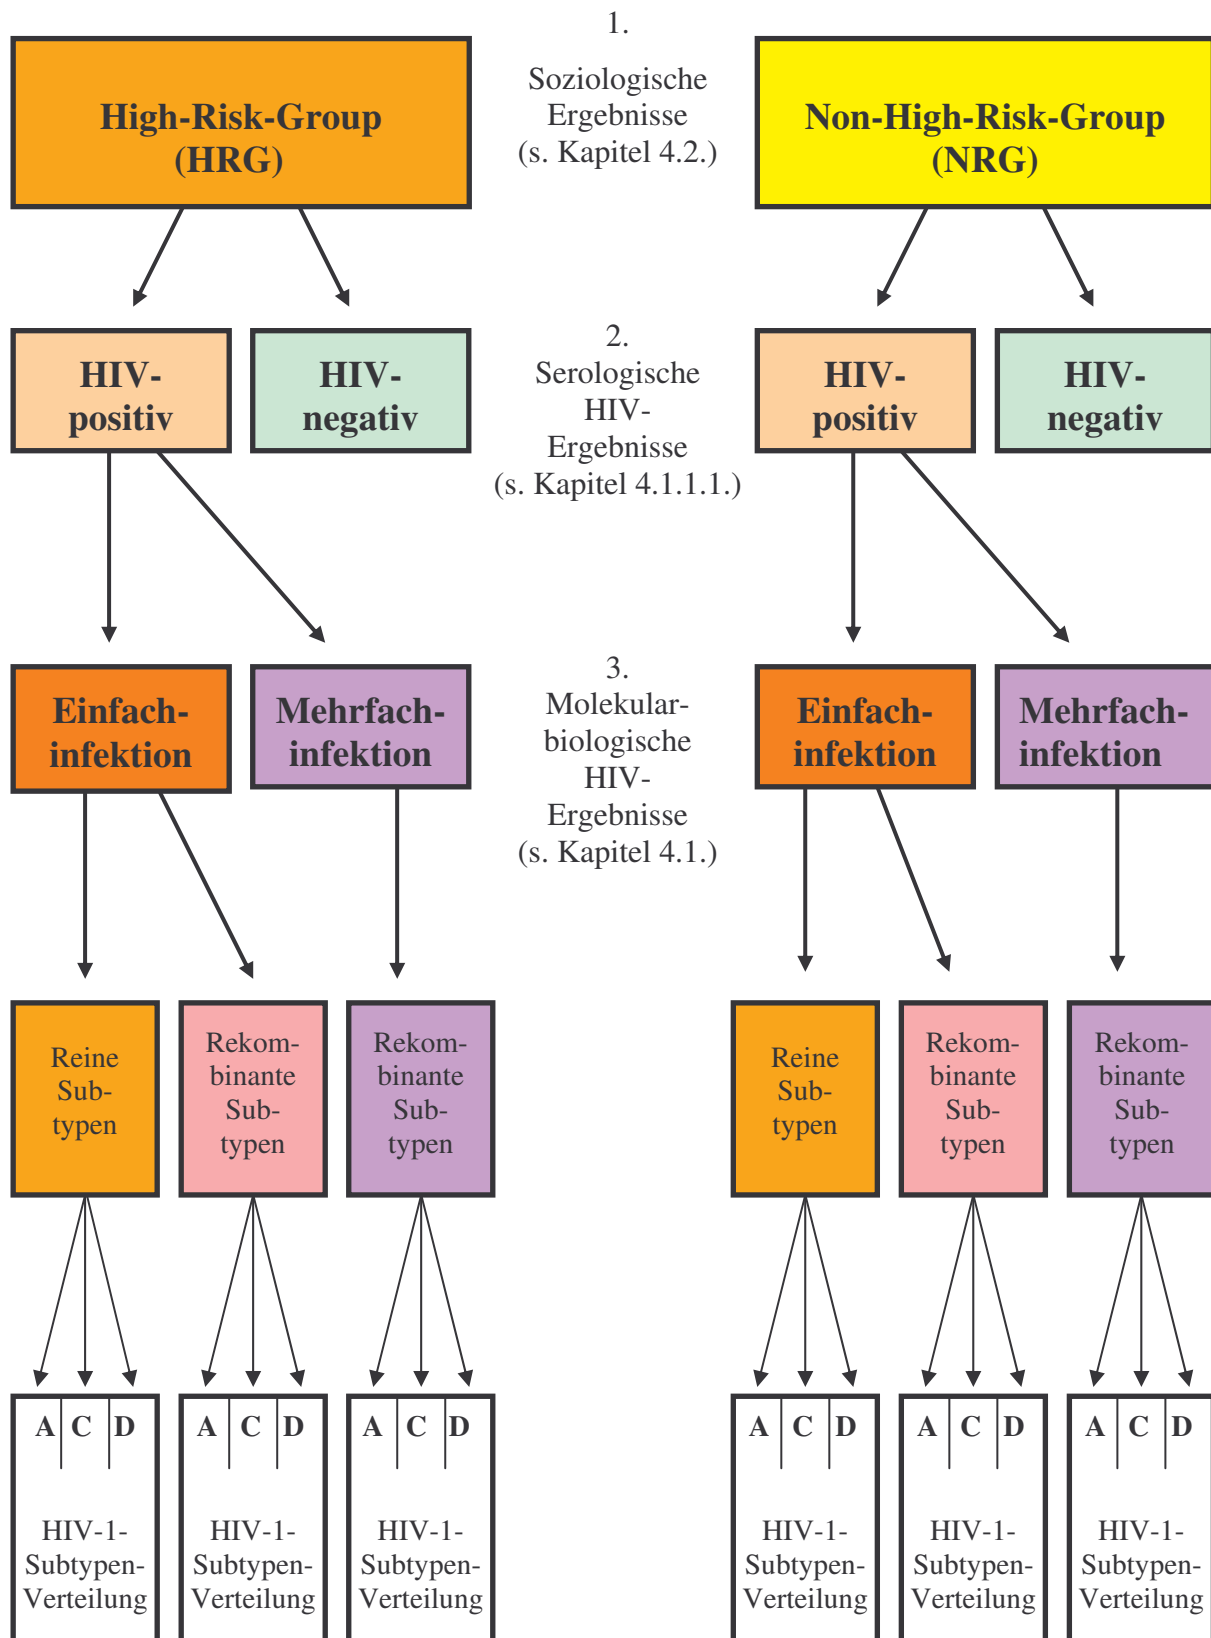 1.
Soziologische
Ergebnisse
(s. Kapitel 4.2.)
High-Risk-Group
(HRG)
Non-High-Risk-Group
(NRG)
HIV-
positiv
HIV-
negativ
2.
Serologische
HIV-
Ergebnisse
(s. Kapitel 4.1.1.1.)
HIV-
positiv
HIV-
negativ
Einfach-
infektion
Mehrfach-
infektion
3.
Molekular-
biologische
HIV-
Ergebnisse
(s. Kapitel 4.1.)
Einfach-
infektion
Mehrfach-
infektion
Reine
Sub-
typen
Rekom-
binante
Sub-
typen
Rekom-
binante
Sub-
typen
Reine
Sub-
typen
Rekom-
binante
Sub-
typen
Rekom-
binante
Sub-
typen
A C D
HIV-1-
Subtypen-
Verteilung
A C D
HIV-1-
Subtypen-
Verteilung
A C D
HIV-1-
Subtypen-
Verteilung
A C D
HIV-1-
Subtypen-
Verteilung
A C D
HIV-1-
Subtypen-
Verteilung
A C D
HIV-1-
Subtypen-
Verteilung